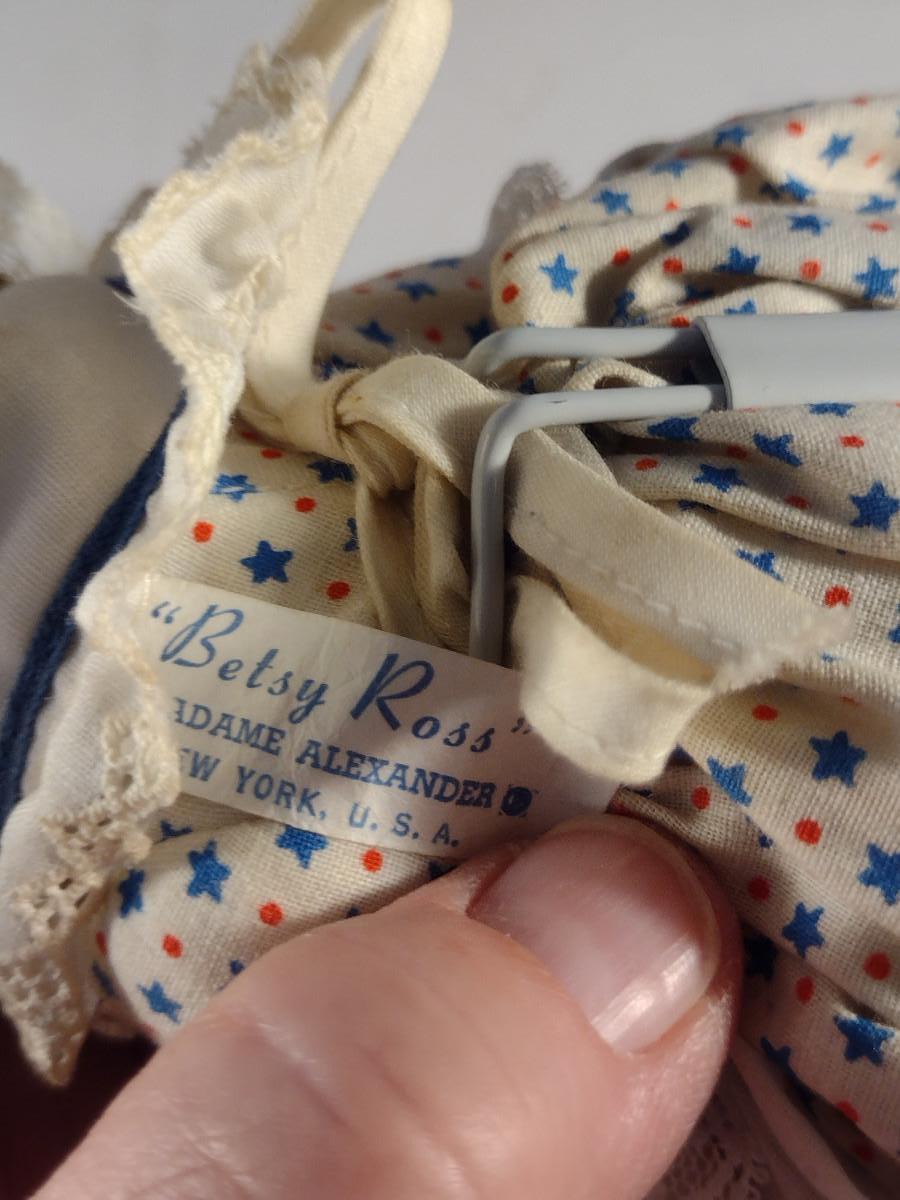 "Betsy Ross"
ADAME ALEXANDER ®
EW YORK, U. S. A.